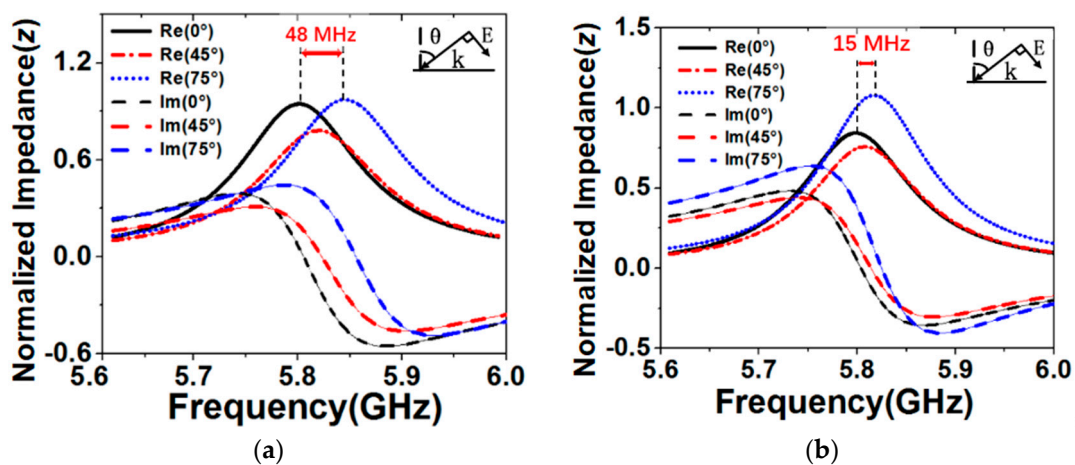 Normalized Impedance(z)
1.2
0.6
0.0
-0.6
Re(0°)
Re(45°)
Re(75°)
Im(0°)
Im(45°)
Im(75°)
48 MHz
θ
E
k
5.6 5.7 5.8 5.9 6.0
Frequency(GHz)
(a)
Normalized Impedance(z)
1.5
1.0
0.5
0.0
-0.5
Re(0°)
Re(45°)
Re(75°)
Im(0°)
Im(45°)
Im(75°)
15 MHz
θ
E
k
5.6 5.7 5.8 5.9 6.0
Frequency(GHz)
(b)